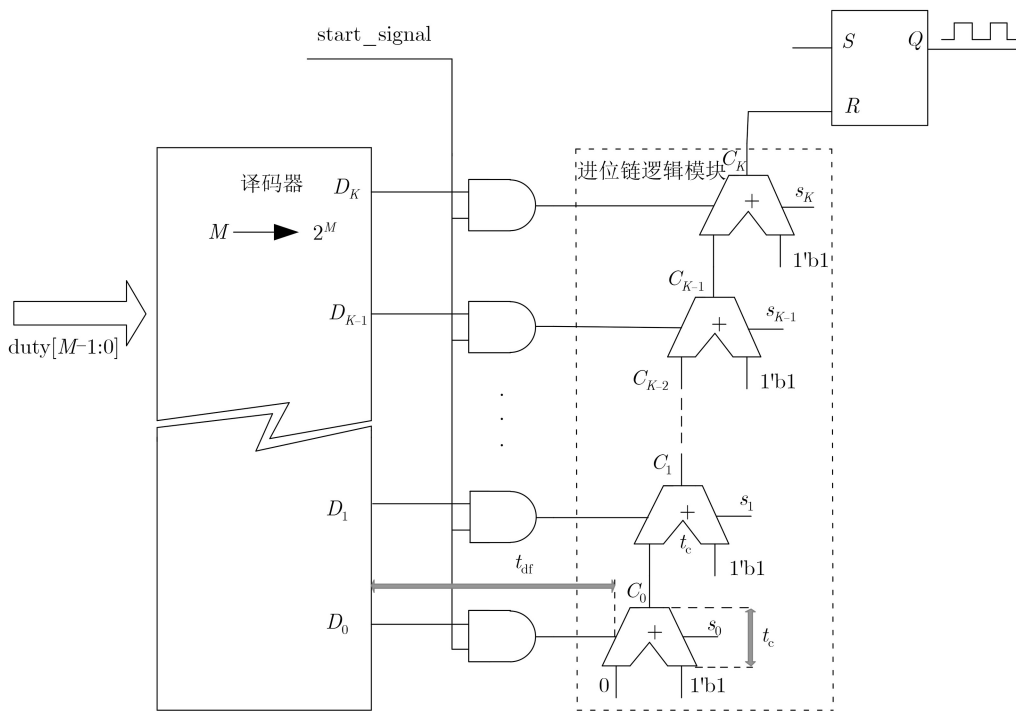 start_signal
S Q
R
进位链逻辑模块 C_K
译码器 D_K
M 2^M
+ s_K
1'b1
C_{K-1}
duty[M-1:0]
D_{K-1}
+ s_{K-1}
1'b1
C_{K-2}
C_1
D_1
+ s_1
t_c
1'b1
t_{df}
C_0
D_0
+ s_0
t_c
0 1'b1